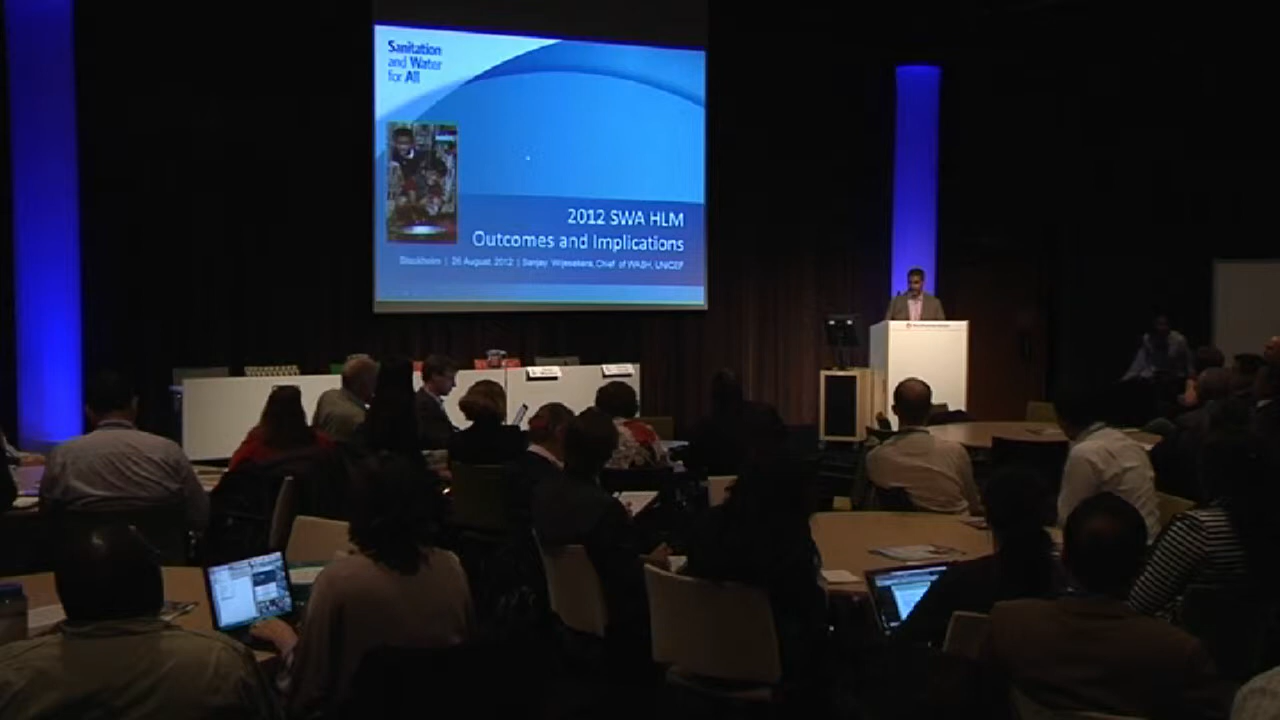 Sanitation
and Water
for All
2012 SWA HLM
Outcomes and Implications
Stockholm | 26 August 2012 | Sanjay Wijesekera, Chief of WASH, UNICEF